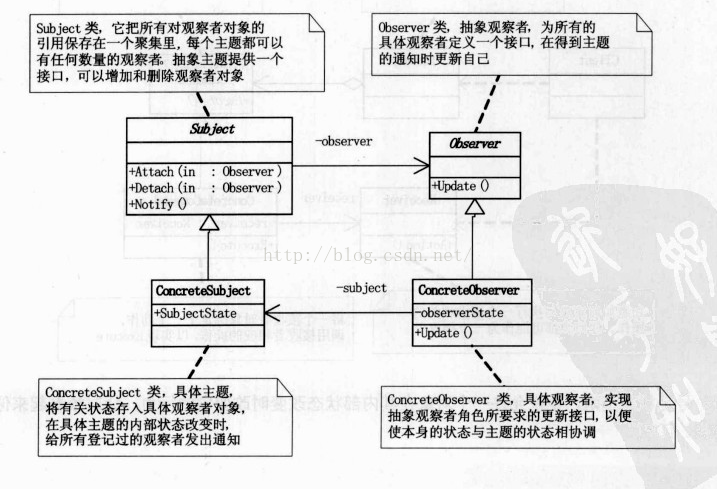 Subject 类，它把所有对观察者对象的
引用保存在一个聚集里，每个主题都可以
有任何数量的观察者。抽象主题提供一个
接口，可以增加和删除观察者对象
Observer 类，抽象观察者，为所有的
具体观察者定义一个接口，在得到主题
的通知时更新自己
Subject
-observer
Observer
+Attach(in : Observer)
+Detach(in : Observer)
+Notify()
+Update()
http://blog.csdn.net/
ConcreteSubject
+SubjectState
-subject
ConcreteObserver
-observerState
+Update()
ConcreteSubject 类，具体主题，
将有关状态存入具体观察者对象，
在具体主题的内部状态改变时，
给所有登记过的观察者发出通知
ConcreteObserver 类，具体观察者，实现
抽象观察者角色所要求的更新接口，以便
使本身的状态与主题的状态相协调